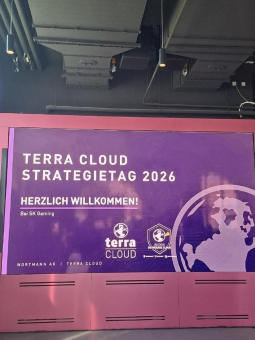 TERRA CLOUD
STRATEGIETAG 2026
HERZLICH WILLKOMMEN!
Bei SK Gaming
terra
CLOUD
WORTMANN AG | TERRA CLOUD